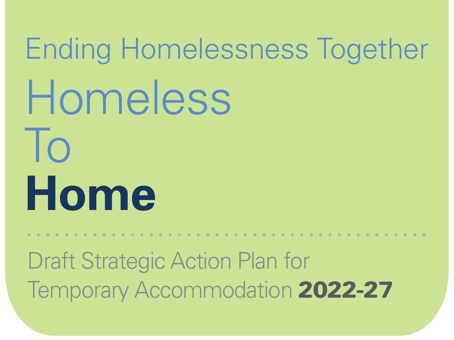 Ending Homelessness Together
Homeless
To
Home
Draft Strategic Action Plan for
Temporary Accommodation 2022-27